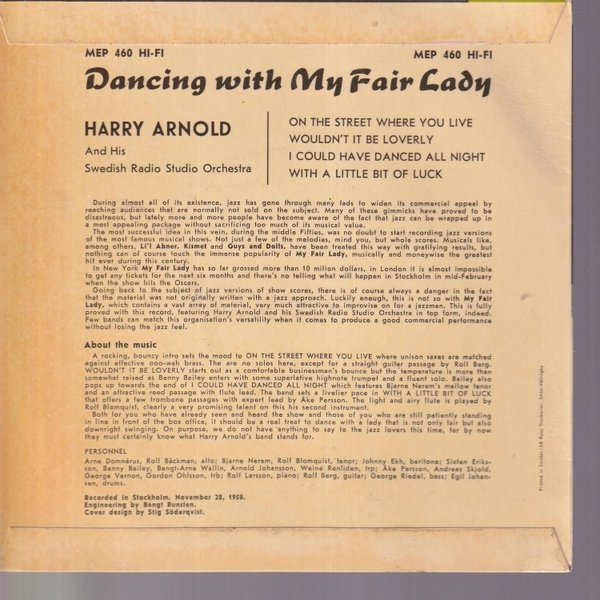 MEP 460 HI-FI
MEP 460 HI-FI
Dancing with My Fair Lady
HARRY ARNOLD
And His
Swedish Radio Studio Orchestra
ON THE STREET WHERE YOU LIVE
WOULDN'T IT BE LOVERLY
I COULD HAVE DANCED ALL NIGHT
WITH A LITTLE BIT OF LUCK
During almost all of its existence, jazz has gone through many fads to widen its commercial appeal by
reaching audiences that are normally not sold on the subject. Many of these gimmicks have proved to be
disastreous, but lately more and more people have become aware of the fact that jazz can be wrapped up in
a most appealing package without sacrificing too much of its musical value.
The most successful idea in this vein, during the middle Fifties, was no doubt to start recording jazz versions
of the most famous musical shows. Not just a few of the melodies, mind you, but whole scores. Musicals like,
among others, Li'l Abner, Kismet and Guys and Dolls, have been treated this way with gratifying results, but
nothing can of course touch the immense popularity of My Fair Lady, musically and moneywise the greatest
hit ever during this century.
In New York My Fair Lady has so far grossed more than 10 milion dollars, in London it is almost impossible
to get any tickets for the next six months and there's no telling what will happen in Stockholm in mid-February
when the show hits the Oscars.
Going back to the subject of jazz versions of show scores, there is of course always a danger in the fact
that the material was not originally written with a jazz approach. Luckily enough, this is not so with My Fair
Lady, which contains a vast array of material, very much attractive to improvise on for a jazzman. This is fully
proved with this record, featuring Harry Arnold and his Swedish Radio Studio Orchestra in top form, indeed.
Few bands can match this organisation's versatility when it comes to produce a good commercial performance
without losing the jazz feel.
About the music
A rocking, bouncy intro sets the mood to ON THE STREET WHERE YOU LIVE where unison saxes are matched
against effective ooo-wah brass. The are no solos here, except for a straight guitar passage by Rolf Berg.
WOULDN'T IT BE LOVERLY starts out as a comfortable businessman's bounce but the temperature is more than
somewhat raised as Benny Bailey enters with some superlative highnote trumpet and a fluent solo. Bailey also
pops up towards the end of I COULD HAVE DANCED ALL NIGHT which features Bjarne Nerem's mellow tenor
and an attractive reed passage with flute lead. The band sets a livelier pace in WITH A LITTLE BIT OF LUCK
that offers a few trombone passages with expert lead by Åke Persson. The light and airy flute is played by
Rolf Blomquist, clearly a very promising talent on this his second instrument.
Both for you who have already seen and heard the show and those of you who are still patiently standing
in line in front of the box office, it should be a real treat to dance with a lady that is not only fair but also
downright swinging. On purpose, we do not have anything to say to the jazz lovers this time, for by now
they must certainly know what Harry Arnold's band stands for.
PERSONNEL
Arne Domnérus, Rolf Bäckman, alto; Bjarne Nerem, Rolf Blomquist, tenor; Johnny Ekh, baritone; Sixten Eriks-
son, Benny Bailey, Bengt-Arne Wallin, Arnold Johansson, Weine Renliden, trp; Åke Persson, Andreas Skjold,
George Vernon, Gordon Ohlsson, trb; Rolf Larsson, piano; Rolf Berg, guitar; George Riedel, bass; Egil Johan-
sen, drums.
Recorded in Stockholm, November 28, 1958.
Engineering by Bengt Runsten.
Cover design by Stig Söderqvist.
Printed in Sweden